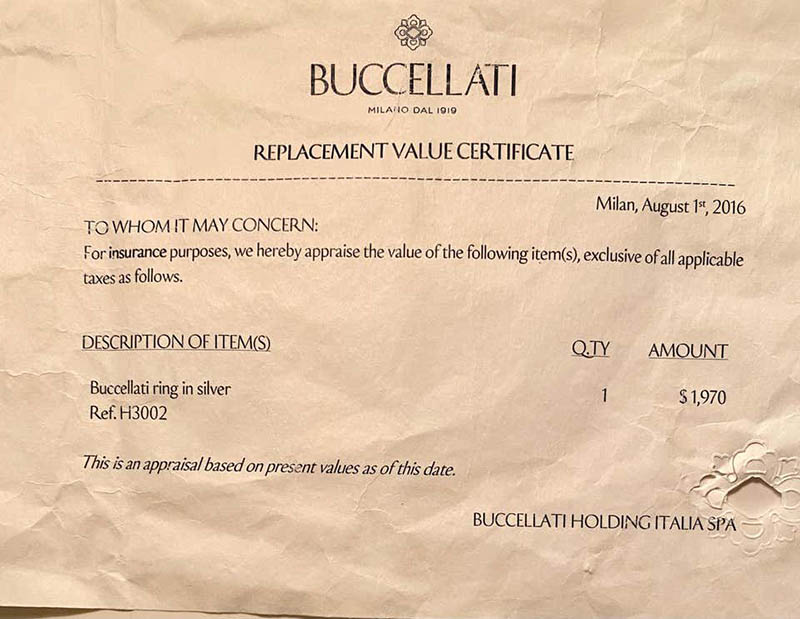 BUCCELLATI
MILANO DAL 1919
REPLACEMENT VALUE CERTIFICATE
Milan, August 1st, 2016
TO WHOM IT MAY CONCERN:
For insurance purposes, we hereby appraise the value of the following item(s), exclusive of all applicable
taxes as follows.
DESCRIPTION OF ITEM(S) Q.TY AMOUNT
Buccellati ring in silver 1 $1,970
Ref. H3002
This is an appraisal based on present values as of this date.
BUCCELLATI HOLDING ITALIA SPA